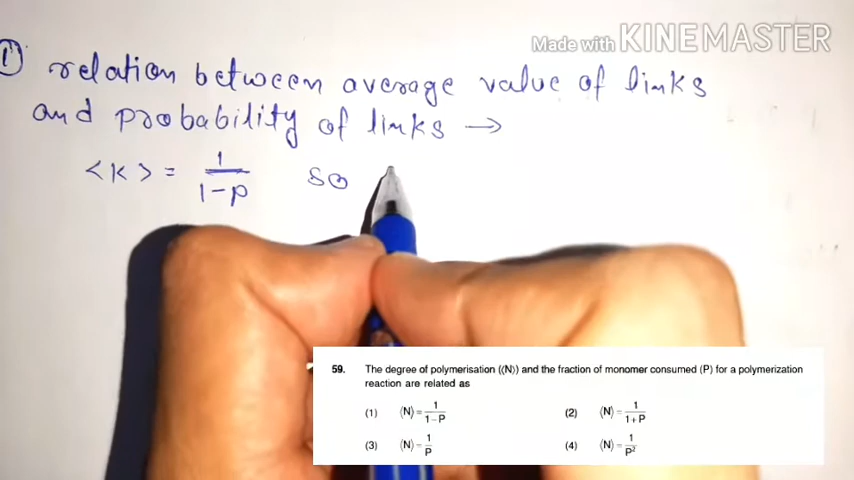 Made with KINEMASTER
① relation between average value of links
and probability of links →
<K> = 1/(1-p) so
59. The degree of polymerisation (⟨N⟩) and the fraction of monomer consumed (P) for a polymerization
reaction are related as
(1) ⟨N⟩ = 1/(1-P) (2) ⟨N⟩ = 1/(1+P)
(3) ⟨N⟩ = 1/P (4) ⟨N⟩ = 1/P²